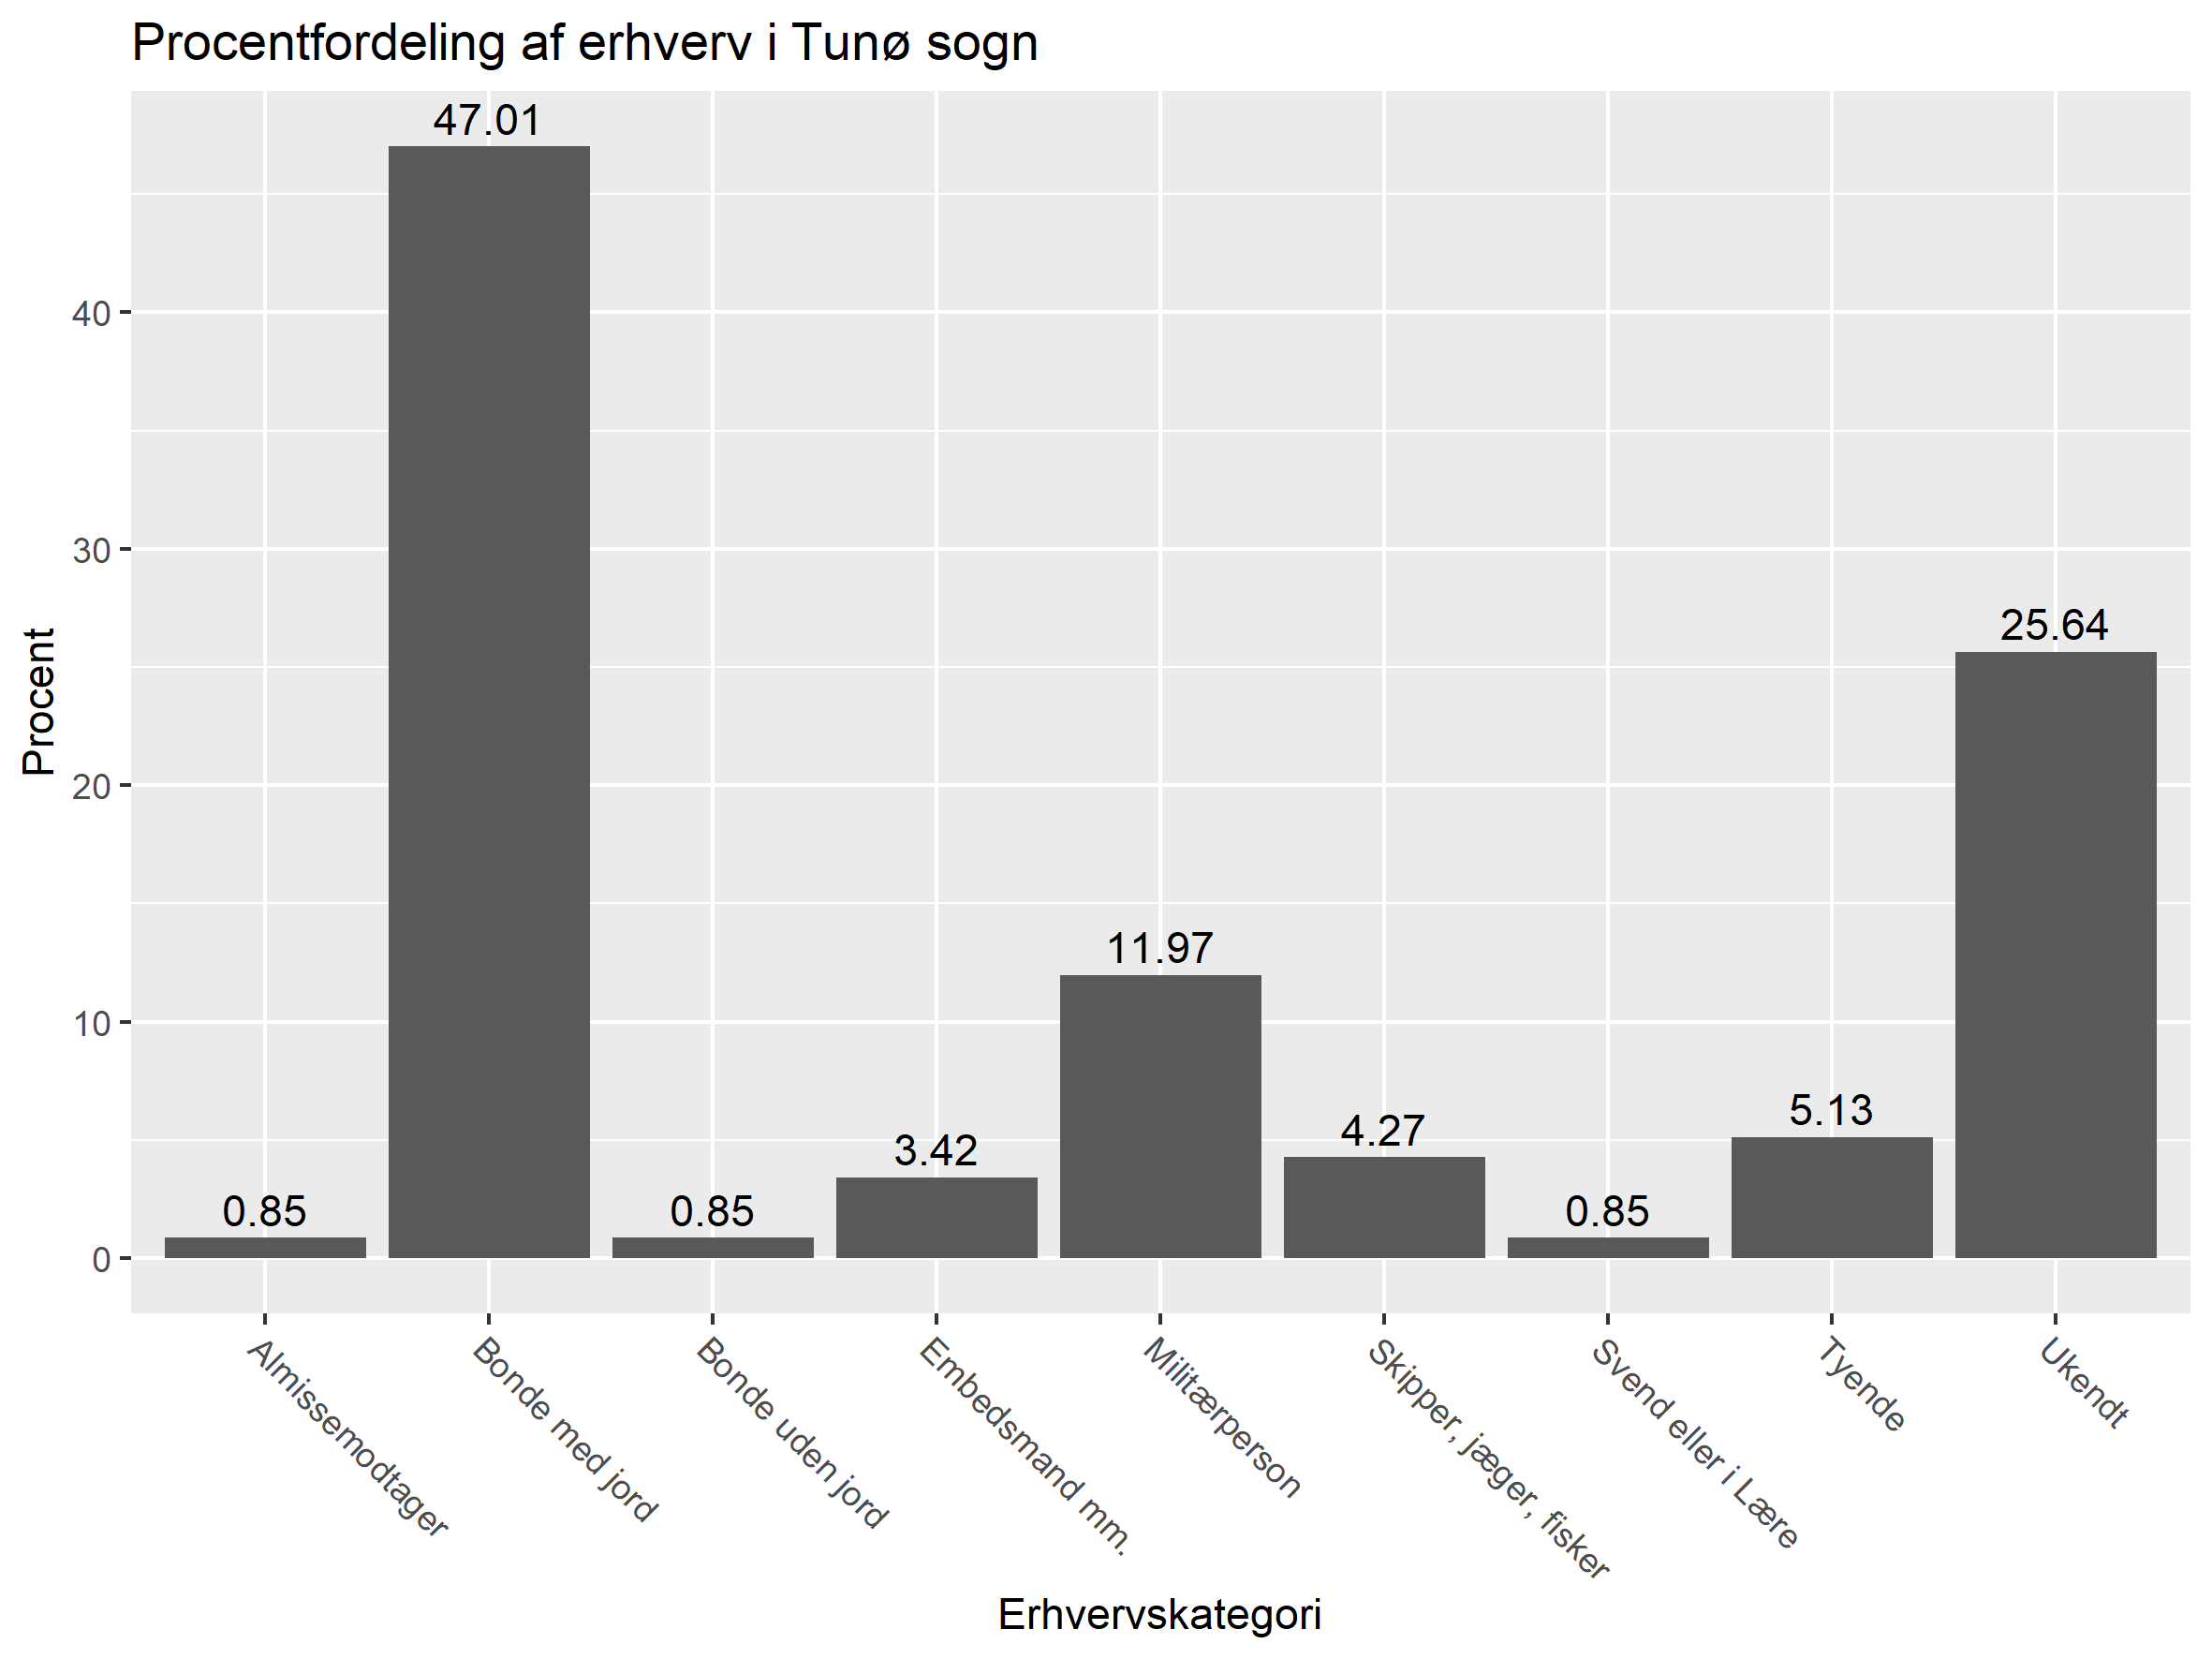 Procentfordeling af erhverv i Tunø sogn
47.01
40
30
25.64
Procent
20
11.97
10
5.13
4.27
3.42
0.85
0.85
0.85
0
Almissemodtager
Bonde med jord
Bonde uden jord
Embedsmand mm.
Militærperson
Skipper, jæger, fisker
Svend eller i Lære
Tyende
Ukendt
Erhvervskategori